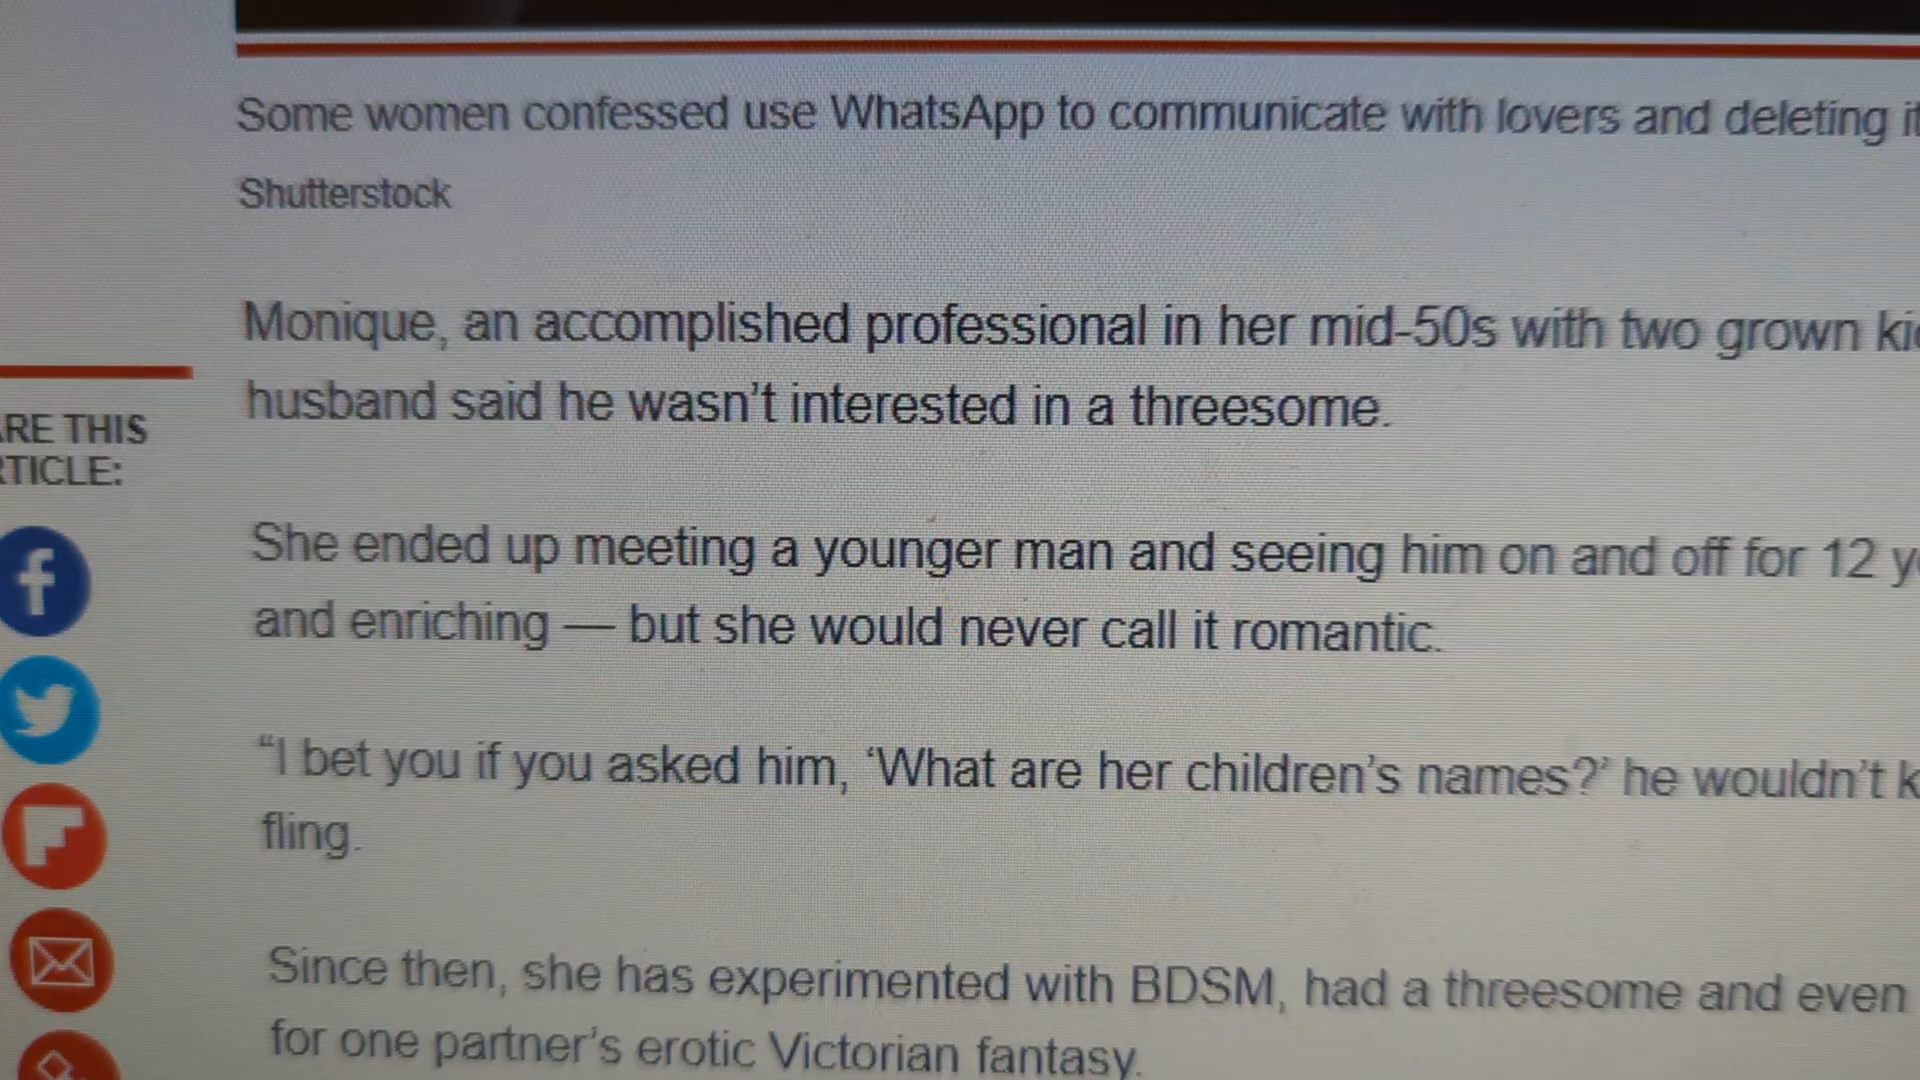 Some women confessed use WhatsApp to communicate with lovers and deleting
Shutterstock
Monique, an accomplished professional in her mid-50s with two grown
husband said he wasn't interested in a threesome.
ARE THIS
RTICLE:
She ended up meeting a younger man and seeing him on and off for 12
and enriching — but she would never call it romantic.
“I bet you if you asked him, ‘What are her children’s names?’ he wouldn’t
fling.
Since then, she has experimented with BDSM, had a threesome and even
for one partner’s erotic Victorian fantasy.